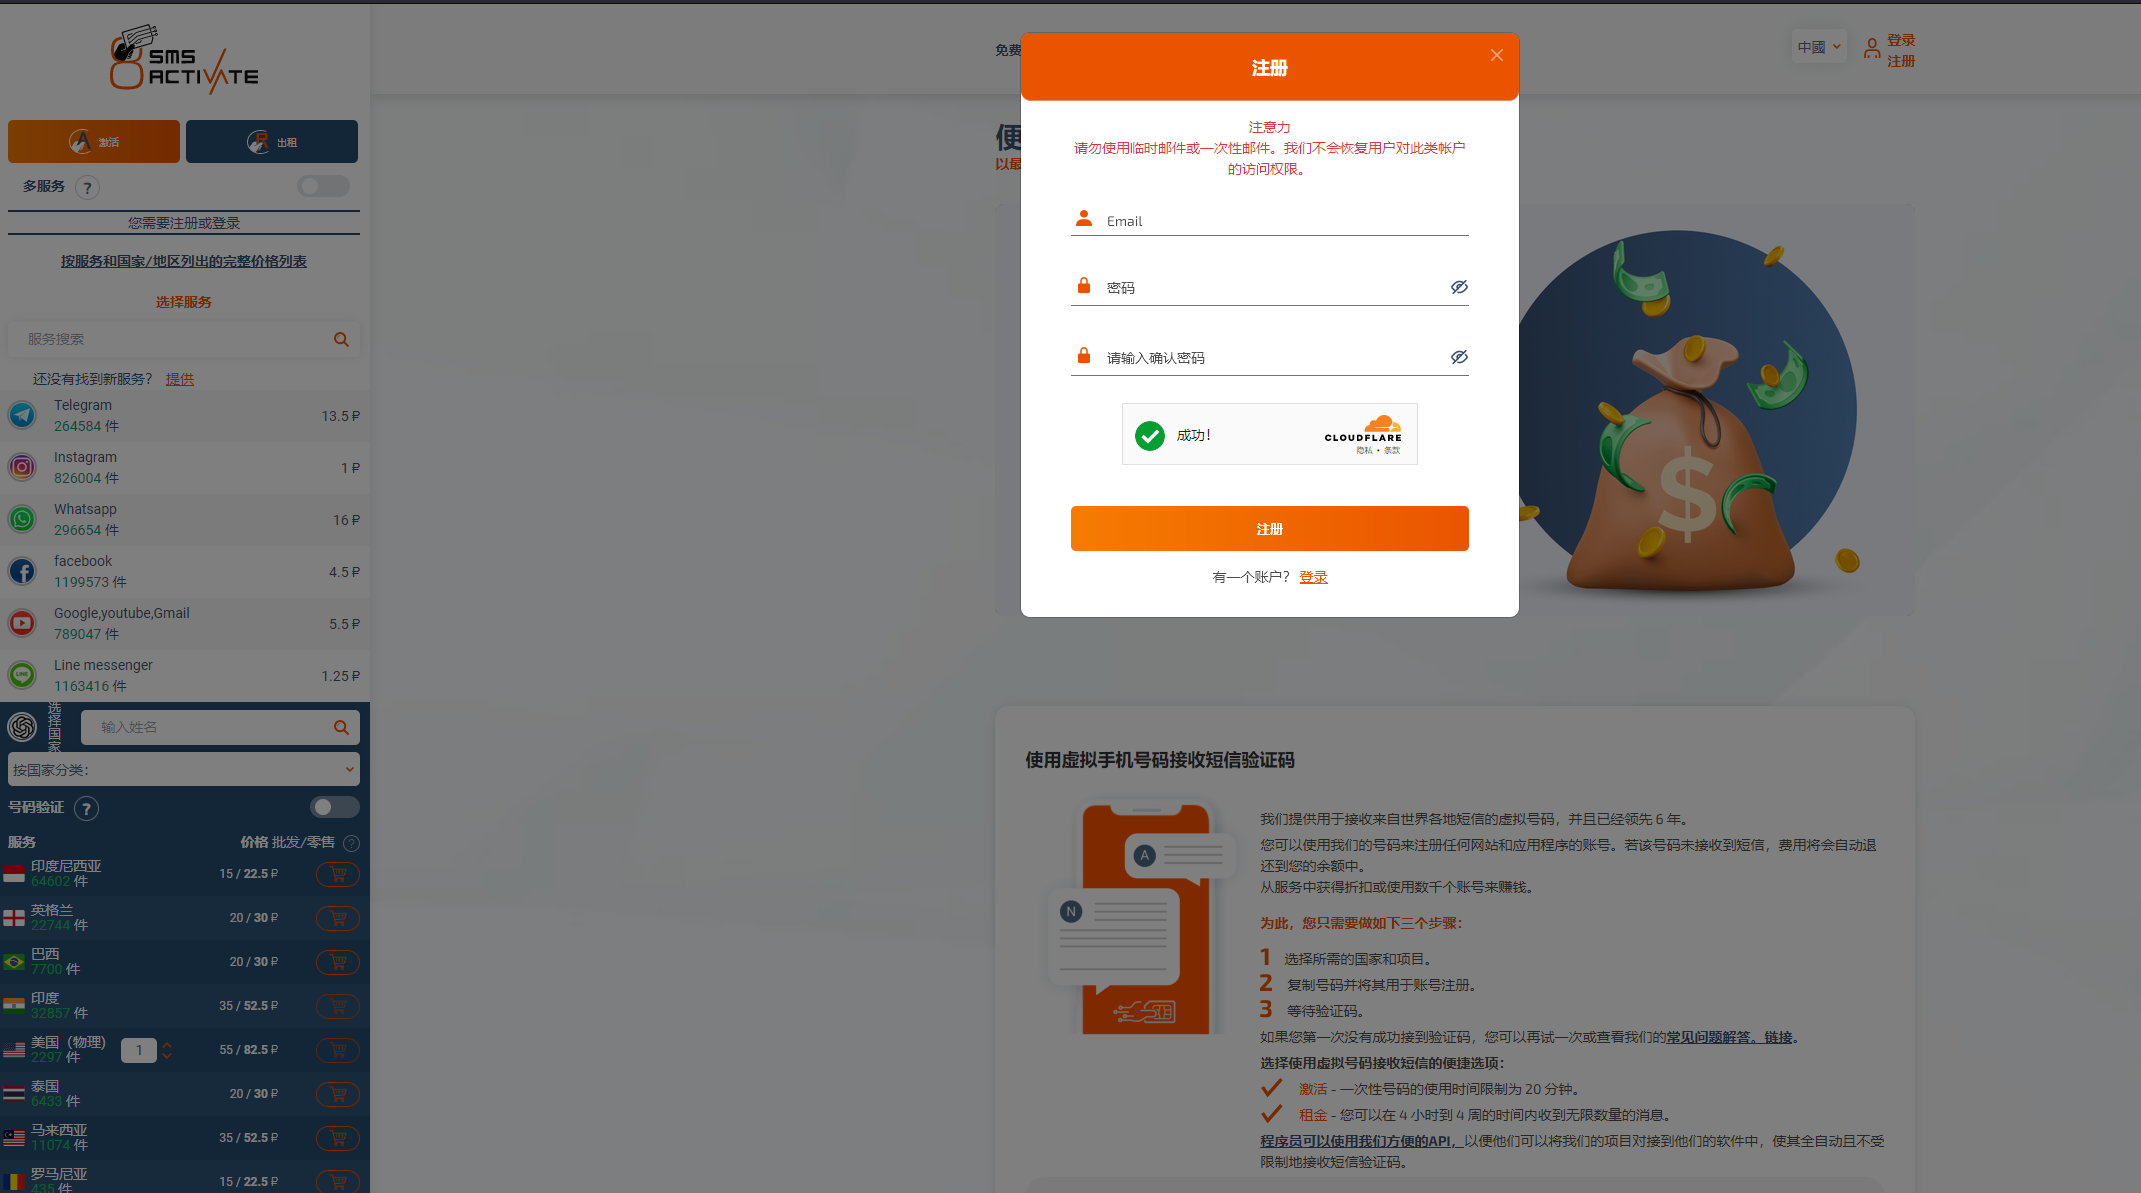 SMS
ACTIVATE
激活
出租
多服务 ?
您需要注册或登录
按服务和国家/地区列出的完整价格列表
选择服务
服务搜索
还没有找到新服务? 提供
Telegram
264584 件
13.5 ₽
Instagram
826004 件
1 ₽
Whatsapp
296654 件
16 ₽
facebook
1199573 件
4.5 ₽
Google,youtube,Gmail
789047 件
5.5 ₽
Line messenger
1163416 件
1.25 ₽
选择国家
输入姓名
按国家分类:
号码验证 ?
服务
价格 批发/零售 ?
印度尼西亚
64602 件
15 / 22.5 ₽
英格兰
22744 件
20 / 30 ₽
巴西
7700 件
20 / 30 ₽
印度
32857 件
35 / 52.5 ₽
美国（物理)
2297 件
1
55 / 82.5 ₽
泰国
6433 件
20 / 30 ₽
马来西亚
11074 件
35 / 52.5 ₽
罗马尼亚
435 件
15 / 22.5 ₽
免费
中國
登录
注册
便
以最
注册
注意力
请勿使用临时邮件或一次性邮件。我们不会恢复用户对此类帐户
的访问权限。
Email
密码
请输入确认密码
成功!
CLOUDFLARE
隐私 • 条款
注册
有一个账户? 登录
$
使用虚拟手机号码接收短信验证码
A
N
我们提供用于接收来自世界各地短信的虚拟号码，并且已经领先 6 年。
您可以使用我们的号码来注册任何网站和应用程序的账号。若该号码未接收到短信，费用将会自动退
还到您的余额中。
从服务中获得折扣或使用数千个账号来赚钱。
为此，您只需要做如下三个步骤:
1 选择所需的国家和项目。
2 复制号码并将其用于账号注册。
3 等待验证码。
如果您第一次没有成功接到验证码，您可以再试一次或查看我们的常见问题解答。链接。
选择使用虚拟号码接收短信的便捷选项:
激活 - 一次性号码的使用时间限制为 20 分钟。
租金 - 您可以在 4 小时到 4 周的时间内收到无限数量的消息。
程序员可以使用我们方便的API，以便他们可以将我们的项目对接到他们的软件中，使其全自动且不受
限制地接收短信验证码。